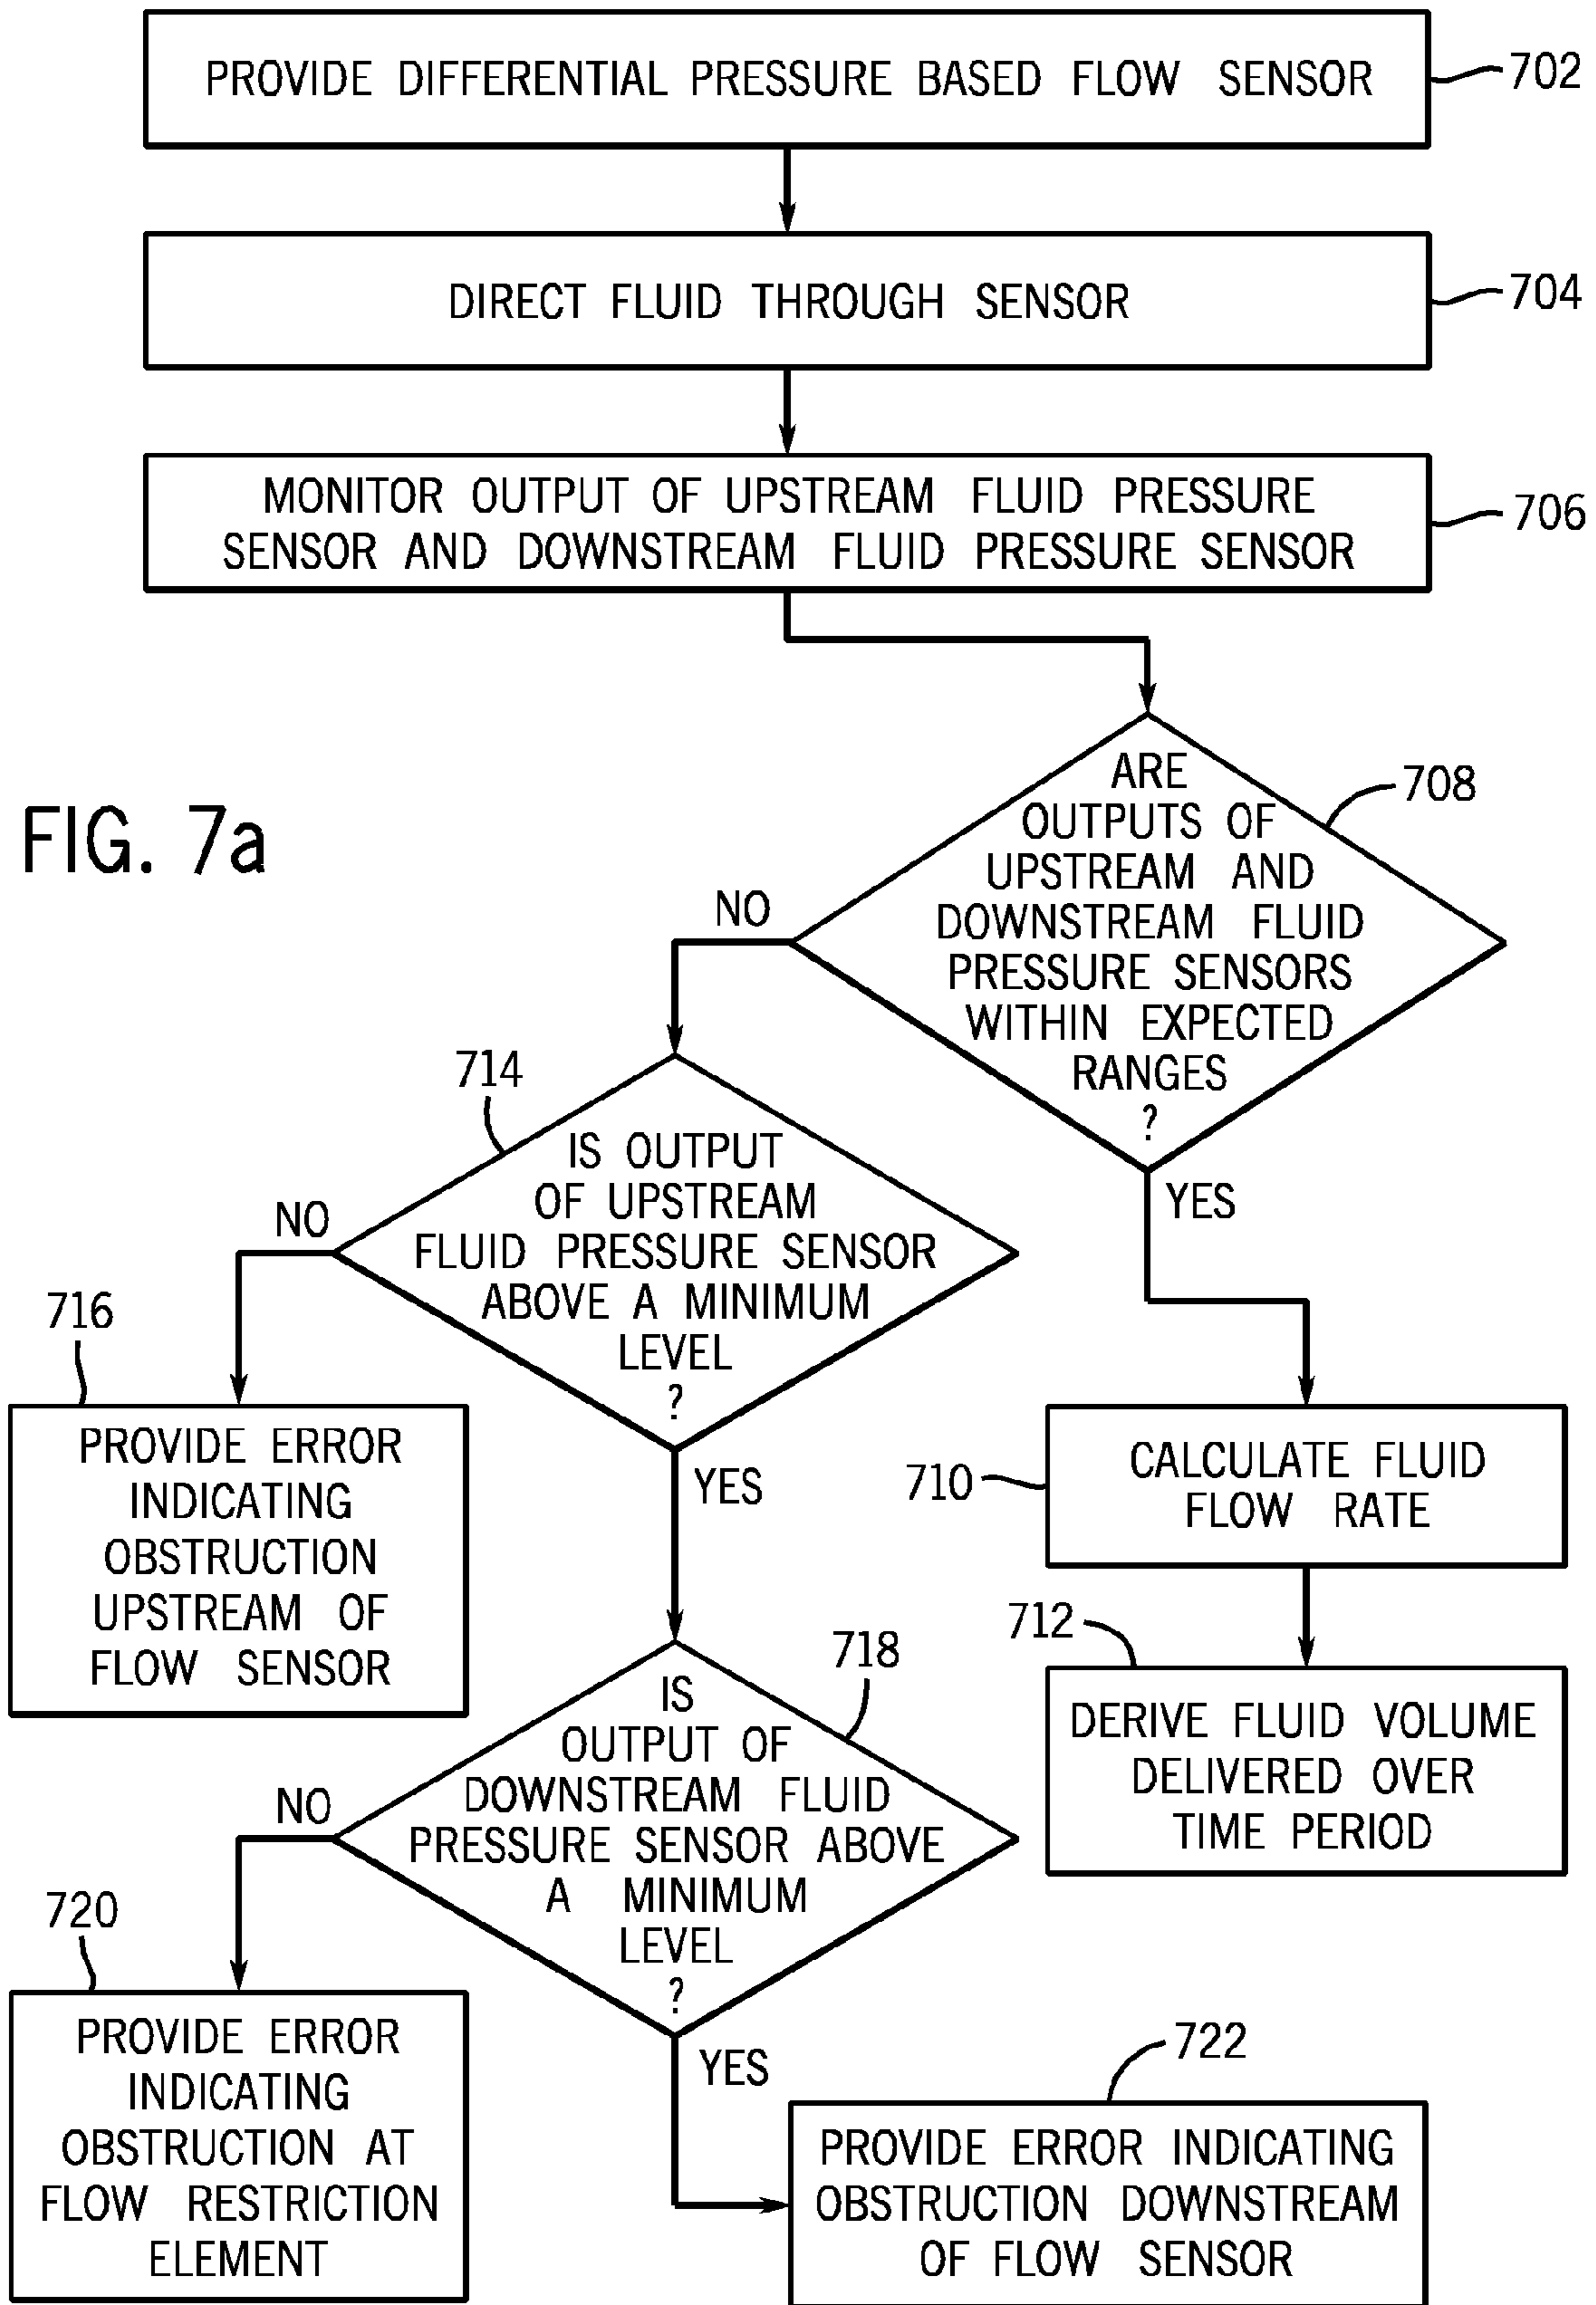 PROVIDE DIFFERENTIAL PRESSURE BASED FLOW SENSOR
702
DIRECT FLUID THROUGH SENSOR
704
MONITOR OUTPUT OF UPSTREAM FLUID PRESSURE
SENSOR AND DOWNSTREAM FLUID PRESSURE SENSOR
706
FIG. 7a
ARE
OUTPUTS OF
UPSTREAM AND
DOWNSTREAM FLUID
PRESSURE SENSORS
WITHIN EXPECTED
RANGES
?
708
NO
YES
714
IS OUTPUT
OF UPSTREAM
FLUID PRESSURE SENSOR
ABOVE A MINIMUM
LEVEL
?
NO
YES
716
PROVIDE ERROR
INDICATING
OBSTRUCTION
UPSTREAM OF
FLOW SENSOR
710
CALCULATE FLUID
FLOW RATE
712
DERIVE FLUID VOLUME
DELIVERED OVER
TIME PERIOD
718
IS
OUTPUT OF
DOWNSTREAM FLUID
PRESSURE SENSOR ABOVE
A MINIMUM
LEVEL
?
NO
YES
720
PROVIDE ERROR
INDICATING
OBSTRUCTION AT
FLOW RESTRICTION
ELEMENT
722
PROVIDE ERROR INDICATING
OBSTRUCTION DOWNSTREAM
OF FLOW SENSOR